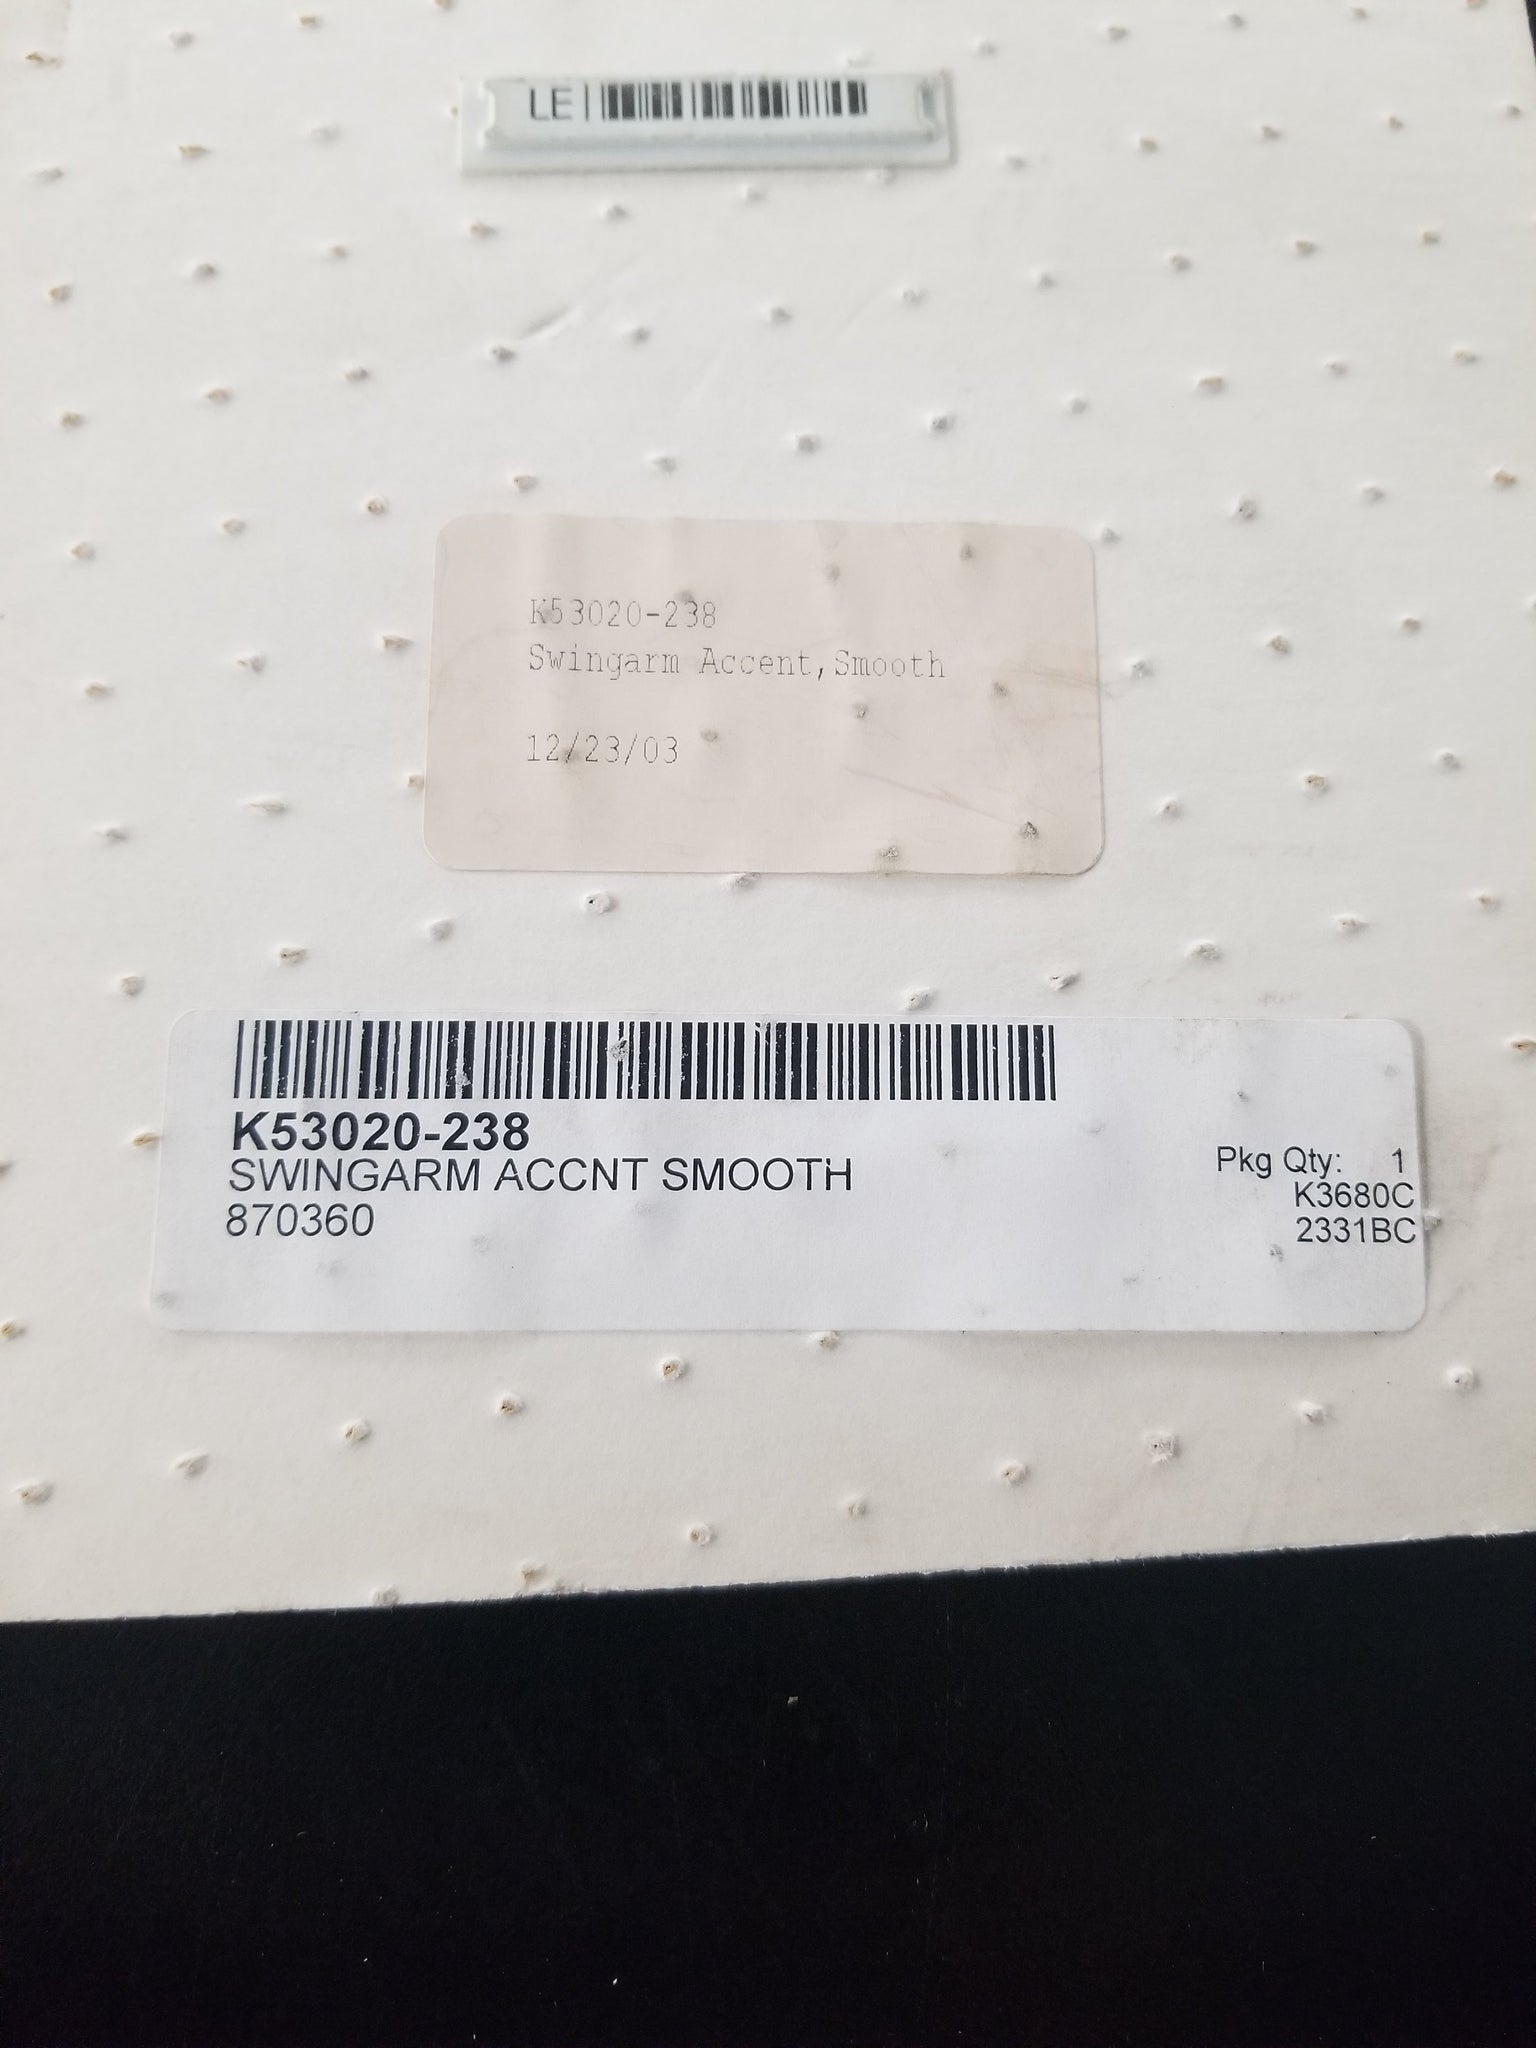 LE
K53020-238
Swingarm Accent,Smooth
12/23/03
K53020-238
SWINGARM ACCNT SMOOTH
870360
Pkg Qty: 1
K3680C
2331BC